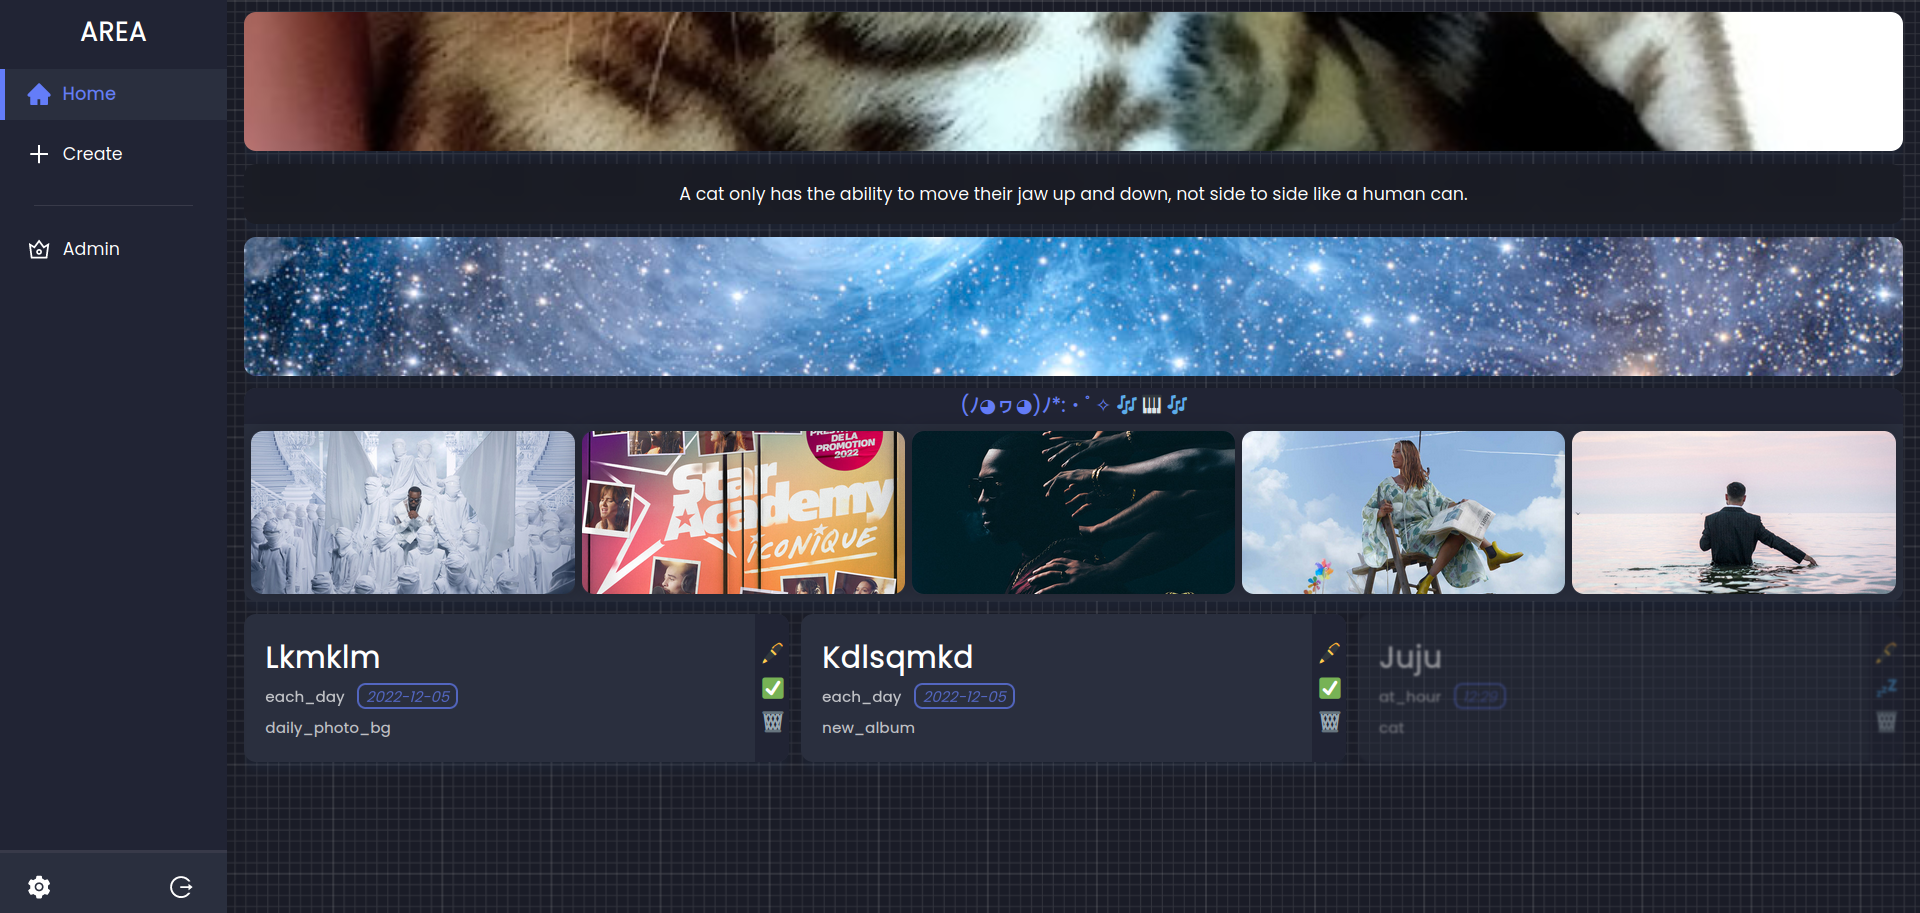 AREA
Home
Create
Admin
A cat only has the ability to move their jaw up and down, not side to side like a human can.
(ﾉ◕ヮ◕)ﾉ*:・ﾟ✧ 🎶 🎹 🎶
DE LA
PROMOTION
2022
Star
Academy
ICONIQUE
Lkmklm
each_day 2022-12-05
daily_photo_bg
Kdlsqmkd
each_day 2022-12-05
new_album
Juju
at_hour 12:29
cat